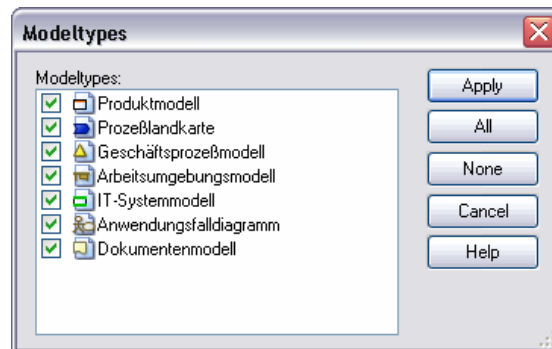 Modeltypes
Modeltypes:
Produktmodell
Prozeßlandkarte
Geschäftsprozeßmodell
Arbeitsumgebungsmodell
IT-Systemmodell
Anwendungsfalldiagramm
Dokumentenmodell
Apply
All
None
Cancel
Help